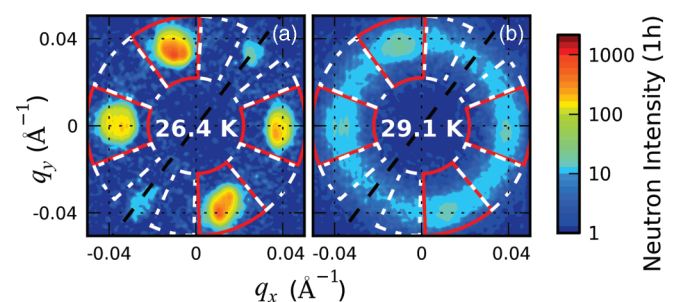 (a)
(b)
0.04
0
-0.04
q_y (Å⁻¹)
26.4 K
29.1 K
-0.04
0
0.04
-0.04
0
0.04
q_x (Å⁻¹)
1000
100
10
1
Neutron Intensity (1h)